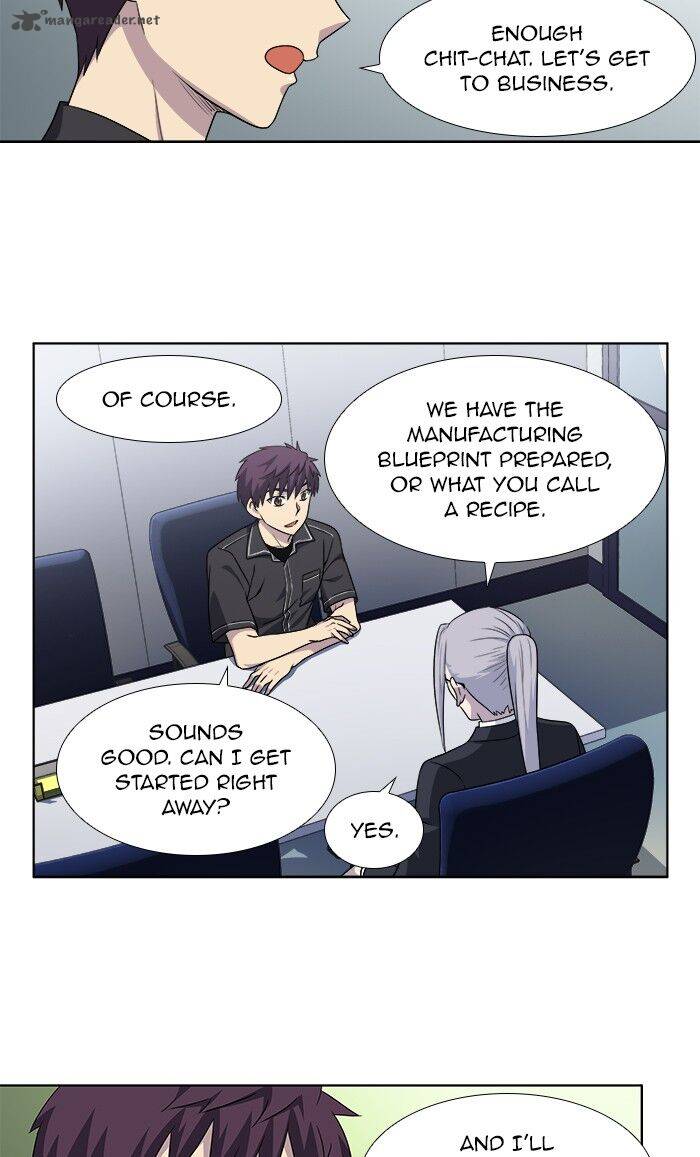 mangareader.net
ENOUGH
CHIT-CHAT. LET'S GET
TO BUSINESS.
OF COURSE.
WE HAVE THE
MANUFACTURING
BLUEPRINT PREPARED,
OR WHAT YOU CALL
A RECIPE.
SOUNDS
GOOD. CAN I GET
STARTED RIGHT
AWAY?
YES.
AND I'LL